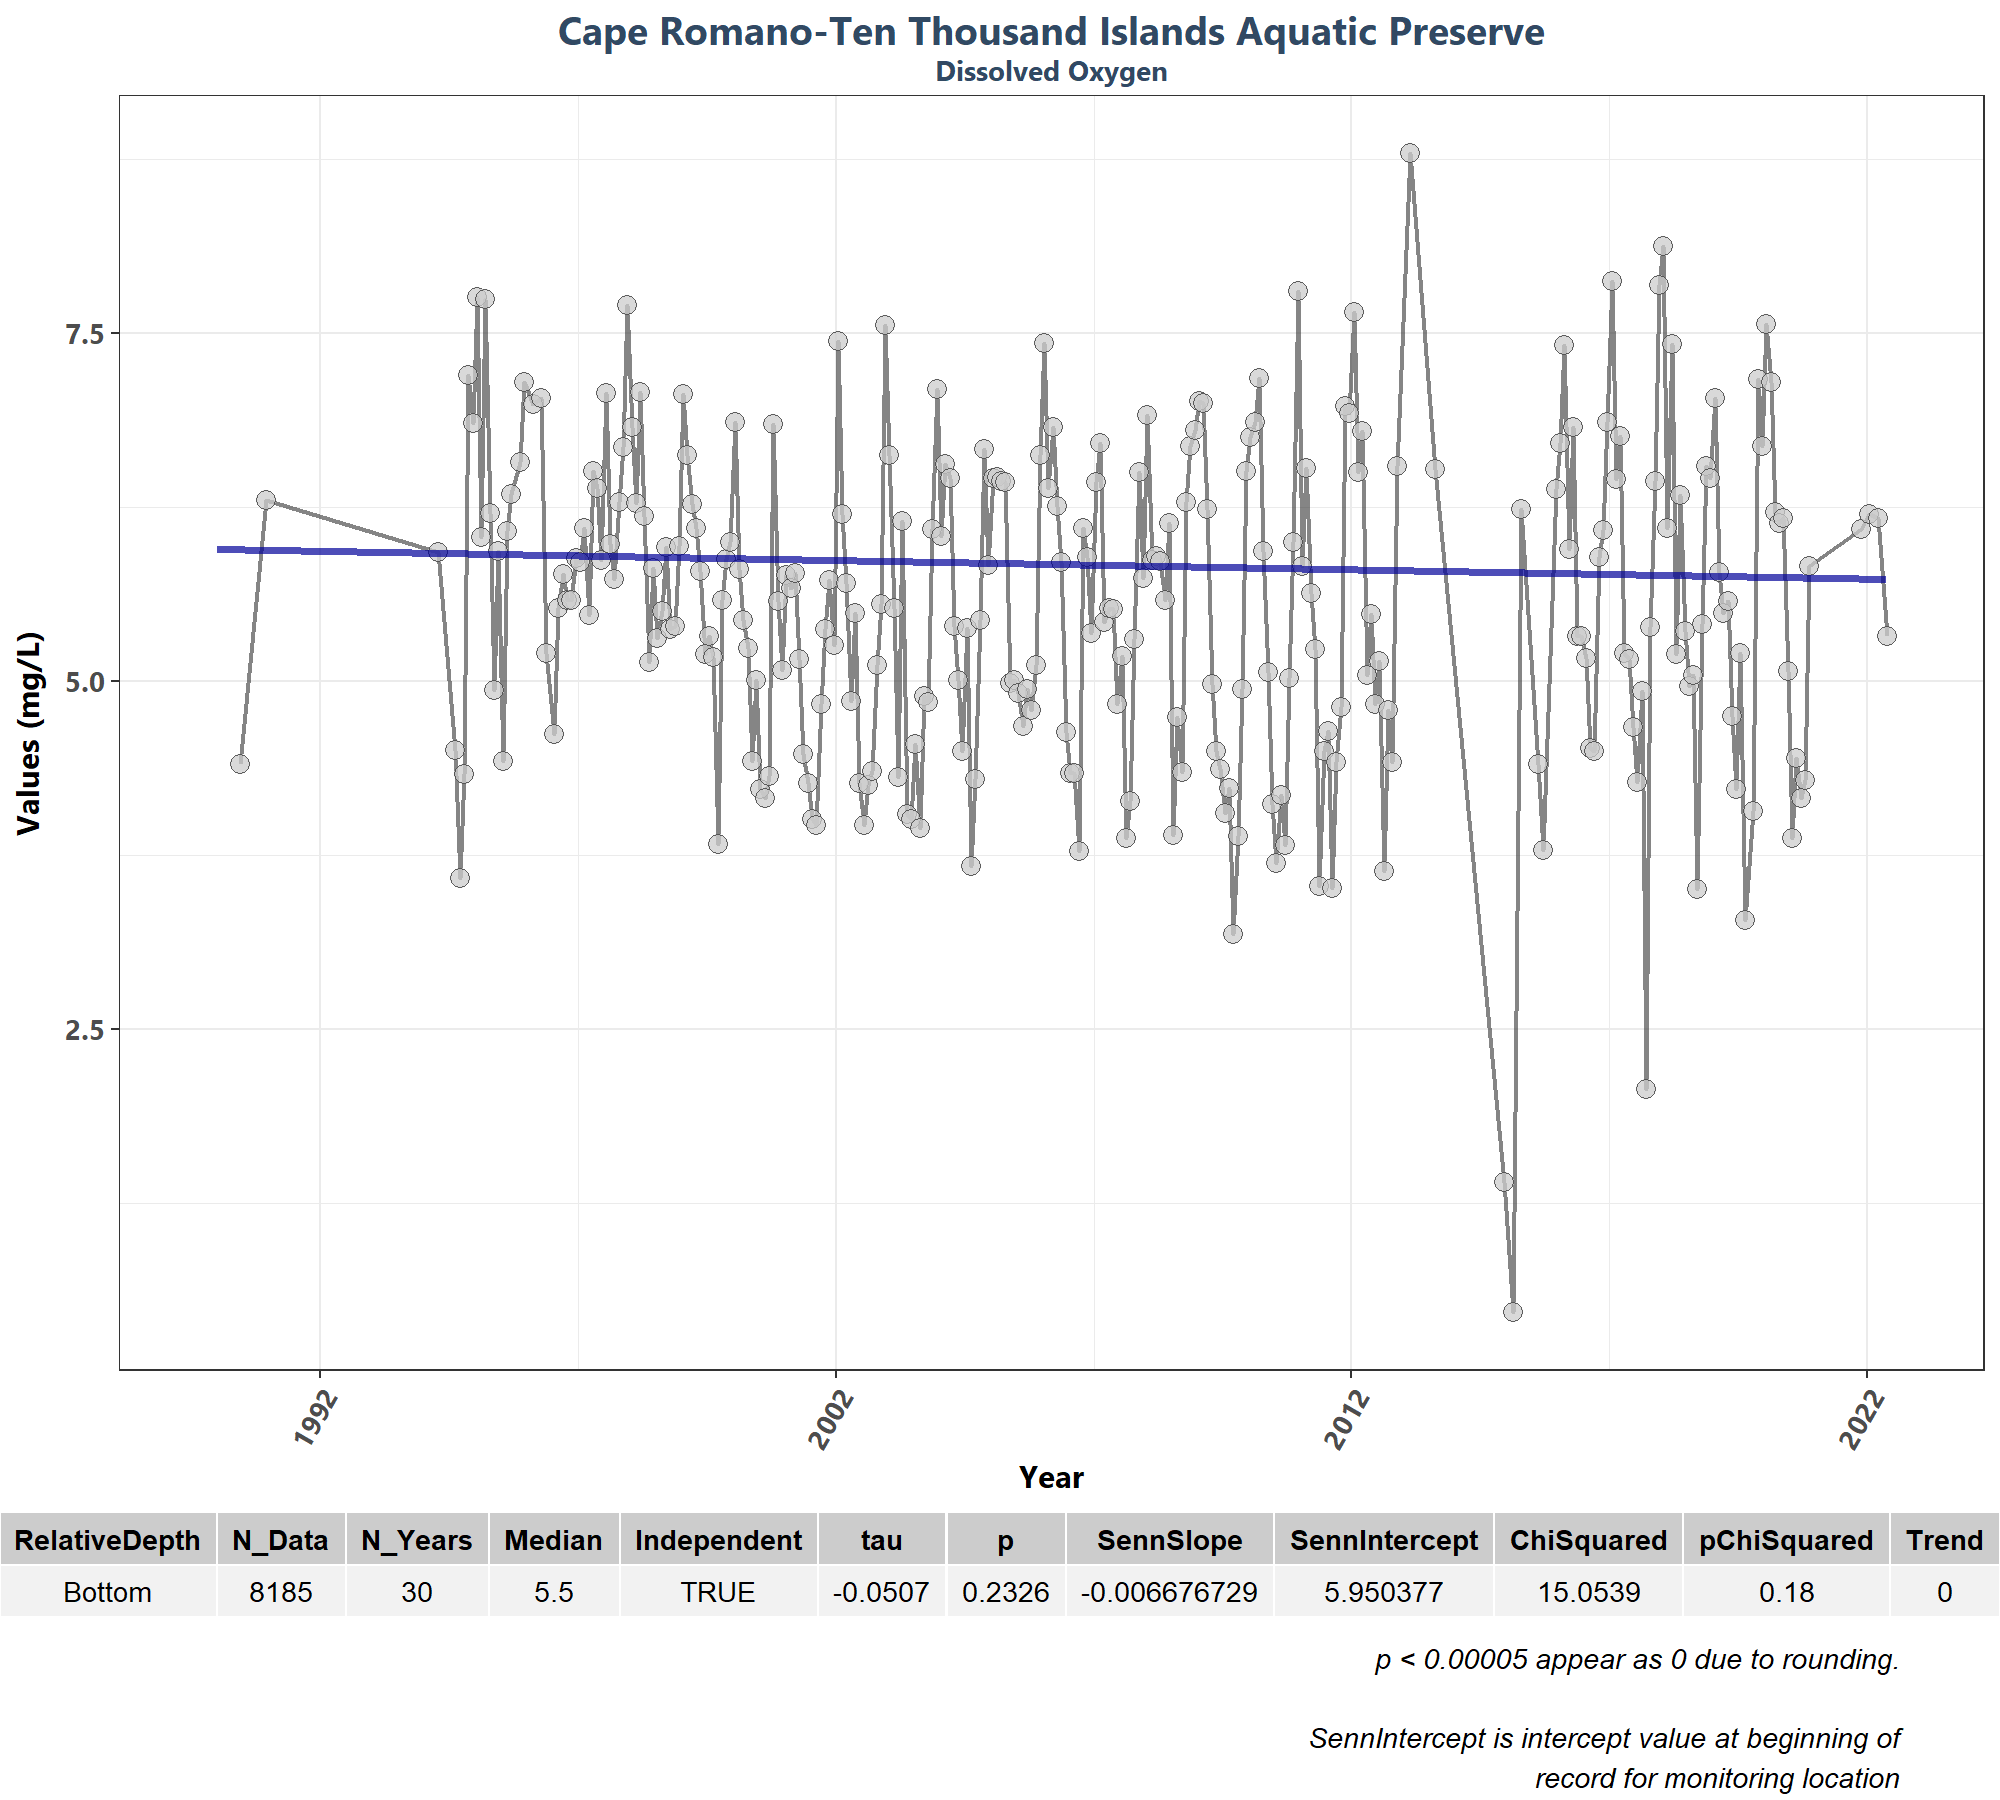 Cape Romano-Ten Thousand Islands Aquatic Preserve
Dissolved Oxygen
Values (mg/L)
7.5
5.0
2.5
1992
2002
2012
2022
Year
RelativeDepth N_Data N_Years Median Independent tau p SennSlope SennIntercept ChiSquared pChiSquared Trend
Bottom 8185 30 5.5 TRUE -0.0507 0.2326 -0.006676729 5.950377 15.0539 0.18 0
p < 0.00005 appear as 0 due to rounding.
SennIntercept is intercept value at beginning of
record for monitoring location